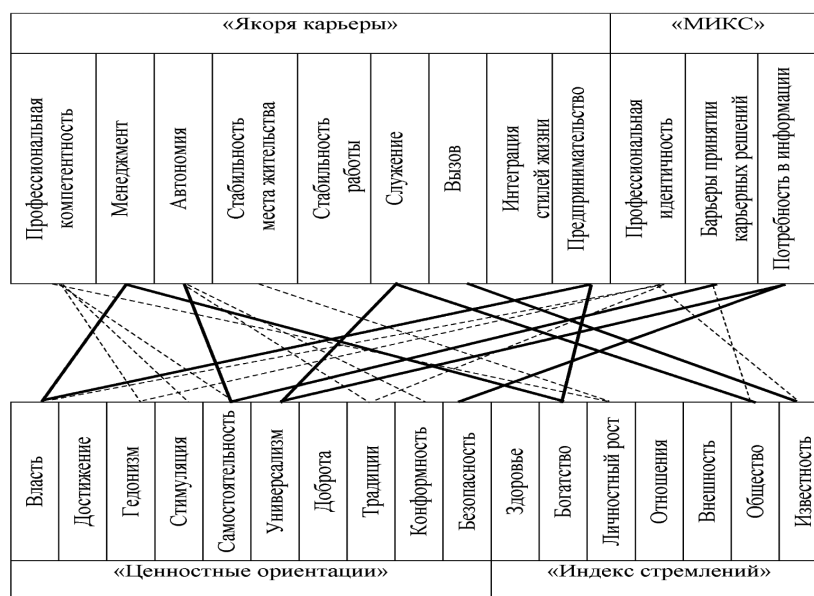 «Якоря карьеры»
«МИКС»
Профессиональная
компетентность
Менеджмент
Автономия
Стабильность
места жительства
Стабильность
работы
Служение
Вызов
Интеграция
стилей жизни
Предпринимательство
Профессиональная
идентичность
Барьеры принятии
карьерных решений
Потребность в информации
Власть
Достижение
Гедонизм
Стимуляция
Самостоятельность
Универсализм
Доброта
Традиции
Конформность
Безопасность
Здоровье
Богатство
Личностный рост
Отношения
Внешность
Общество
Известность
«Ценностные ориентации»
«Индекс стремлений»